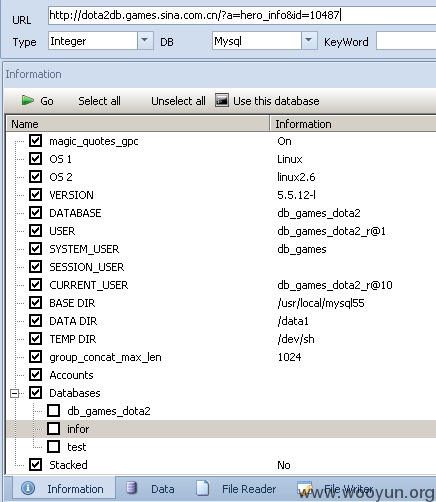 URL http://dota2db.games.sina.com.cn/?a=hero_info&id=10487
Type Integer DB Mysql KeyWord
Information
Go Select all Unselect all Use this database
Name Information
magic_quotes_gpc On
OS 1 Linux
OS 2 linux2.6
VERSION 5.5.12-l
DATABASE db_games_dota2
USER db_games_dota2_r@1
SYSTEM_USER db_games
SESSION_USER
CURRENT_USER db_games_dota2_r@10
BASE DIR /usr/local/mysql55
DATA DIR /data1
TEMP DIR /dev/sh
group_concat_max_len 1024
Accounts
Databases
db_games_dota2
infor
test
Stacked No
Information Data File Reader File Writer
www.wooyun.org